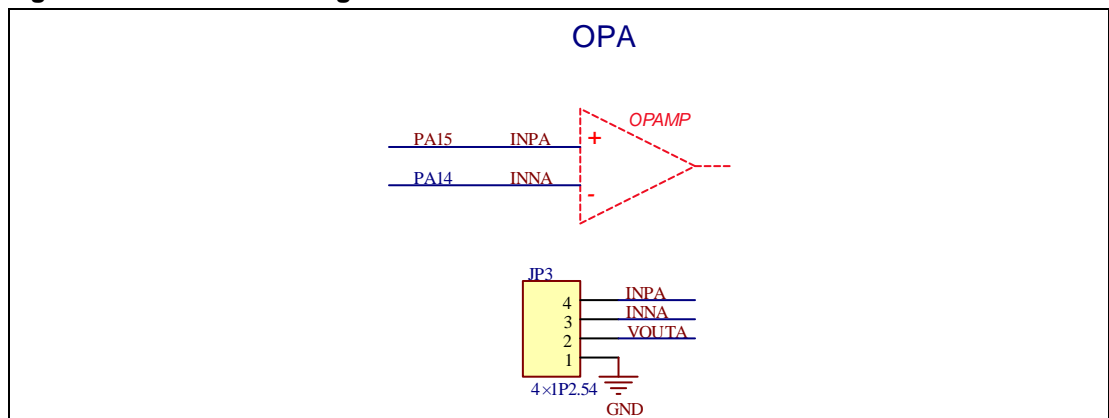 OPA
OPAMP
PA15 INPA +
PA14 INNA -
JP3
4 INPA
3 INNA
2 VOUTA
1
4×1P2.54
GND